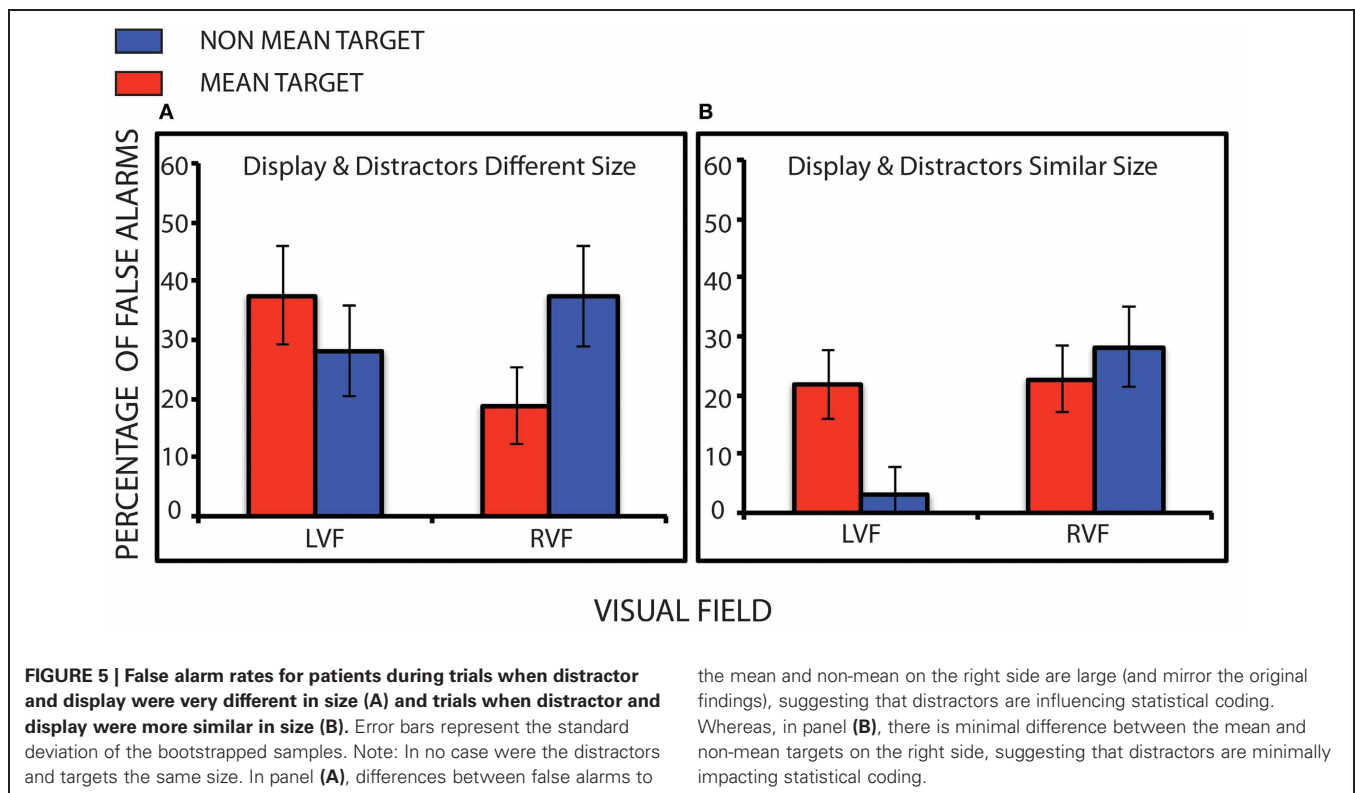 NON MEAN TARGET
MEAN TARGET
A
B
PERCENTAGE OF FALSE ALARMS
Display & Distractors Different Size
60
50
40
30
20
10
0
LVF RVF
Display & Distractors Similar Size
60
50
40
30
20
10
0
LVF RVF
VISUAL FIELD
FIGURE 5 | False alarm rates for patients during trials when distractor
and display were very different in size (A) and trials when distractor and
display were more similar in size (B). Error bars represent the standard
deviation of the bootstrapped samples. Note: In no case were the distractors
and targets the same size. In panel (A), differences between false alarms to
the mean and non-mean on the right side are large (and mirror the original
findings), suggesting that distractors are influencing statistical coding.
Whereas, in panel (B), there is minimal difference between the mean and
non-mean targets on the right side, suggesting that distractors are minimally
impacting statistical coding.